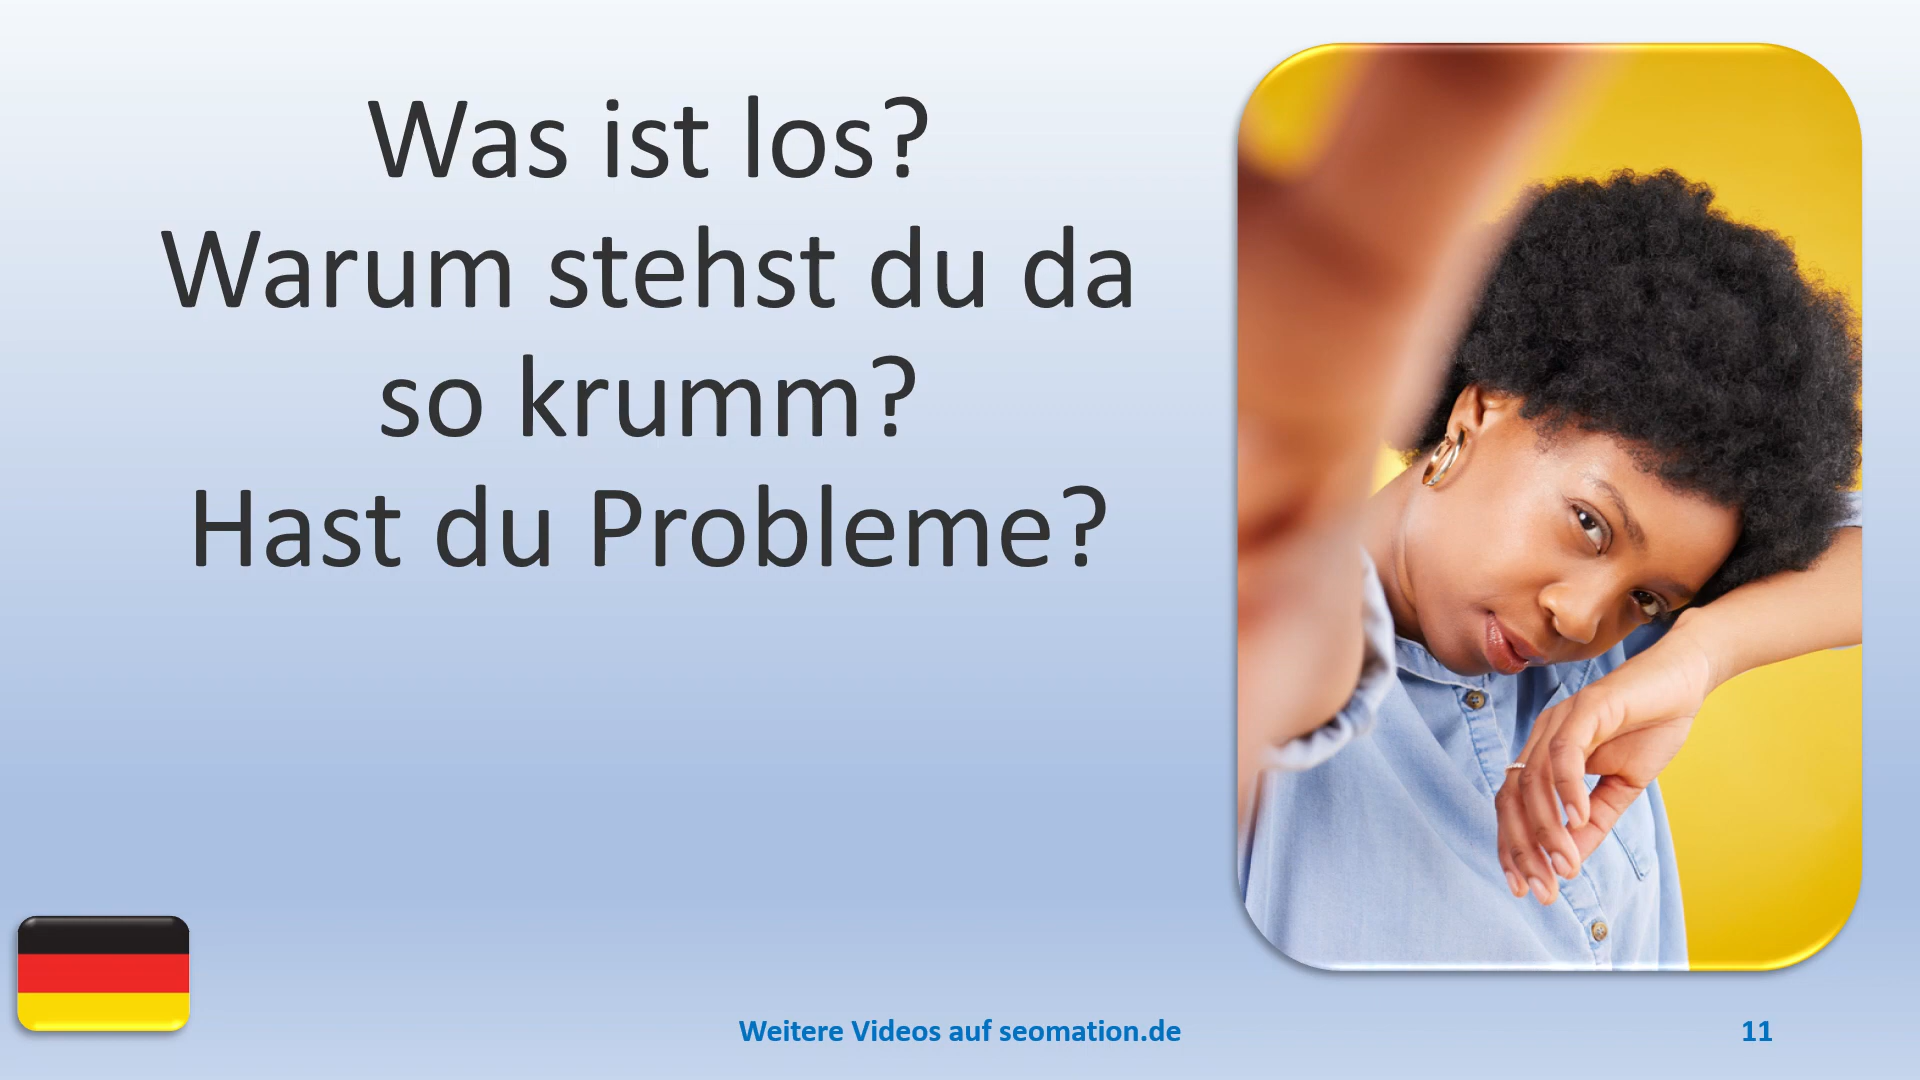 Was ist los?
Warum stehst du da
so krumm?
Hast du Probleme?
Weitere Videos auf seomation.de
11